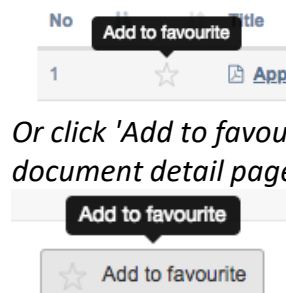 No Title
Add to favourite
1 App
Or click 'Add to favou
document detail page
Add to favourite
Add to favourite